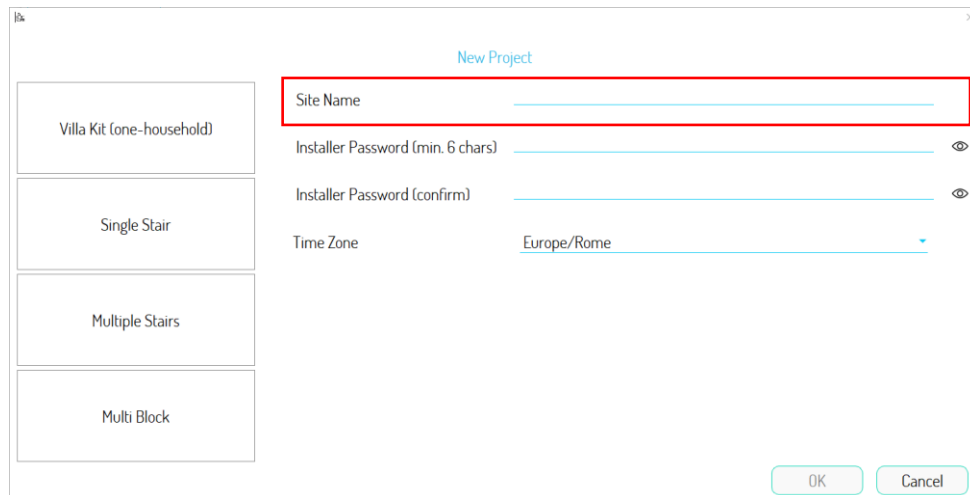 New Project
Villa Kit (one-household)
Single Stair
Multiple Stairs
Multi Block
Site Name
Installer Password (min. 6 chars)
Installer Password (confirm)
Time Zone
Europe/Rome
OK
Cancel